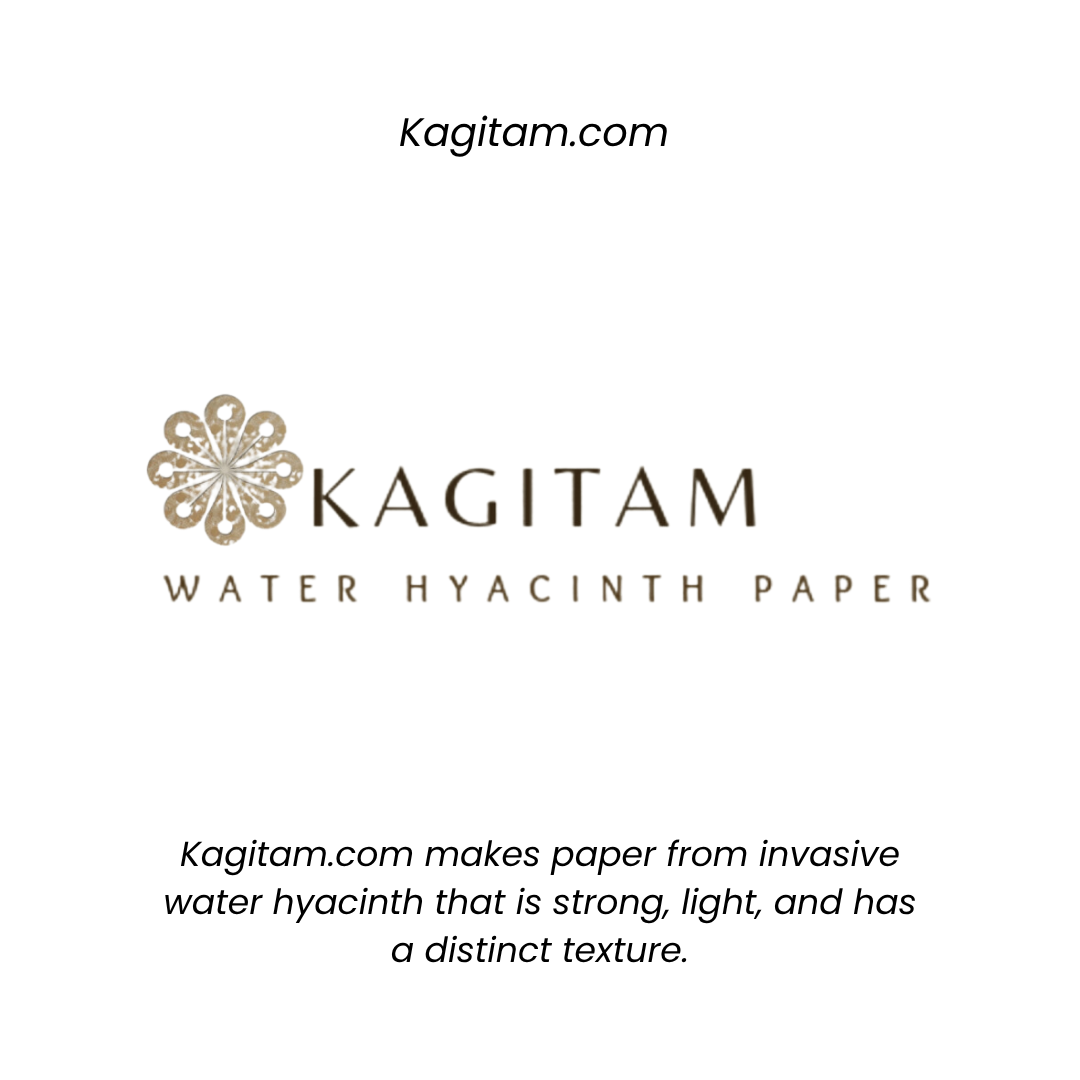 Kagitam.com
KAGITAM
WATER HYACINTH PAPER
Kagitam.com makes paper from invasive
water hyacinth that is strong, light, and has
a distinct texture.